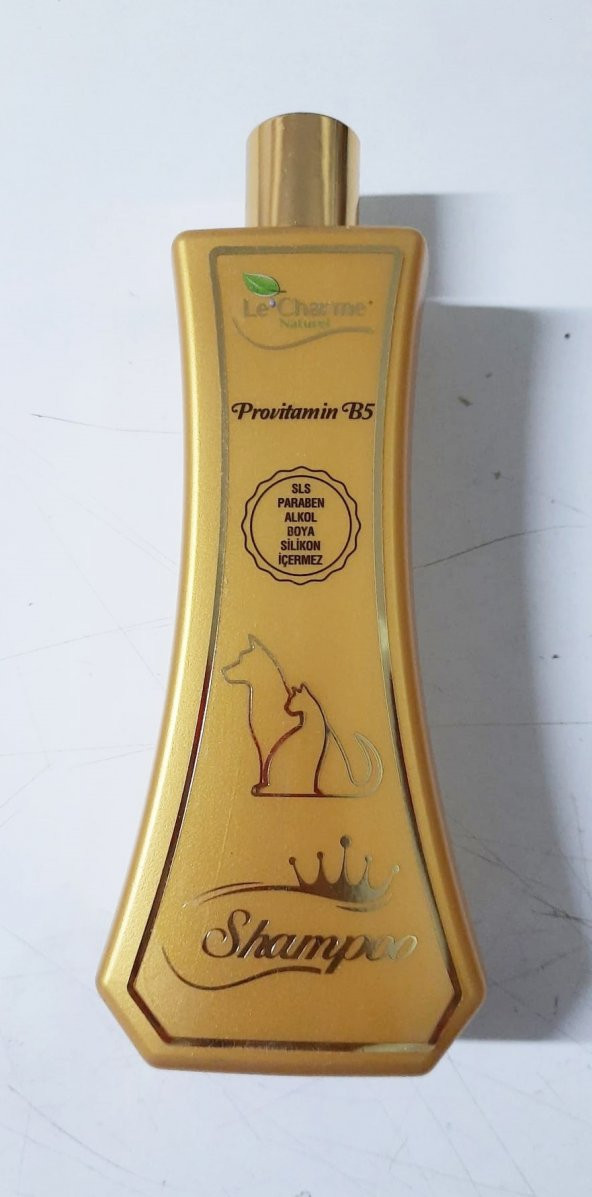 Le Charme
Naturel
Provitamin B5
SLS
PARABEN
ALKOL
BOYA
SİLİKON
İÇERMEZ
Shampoo